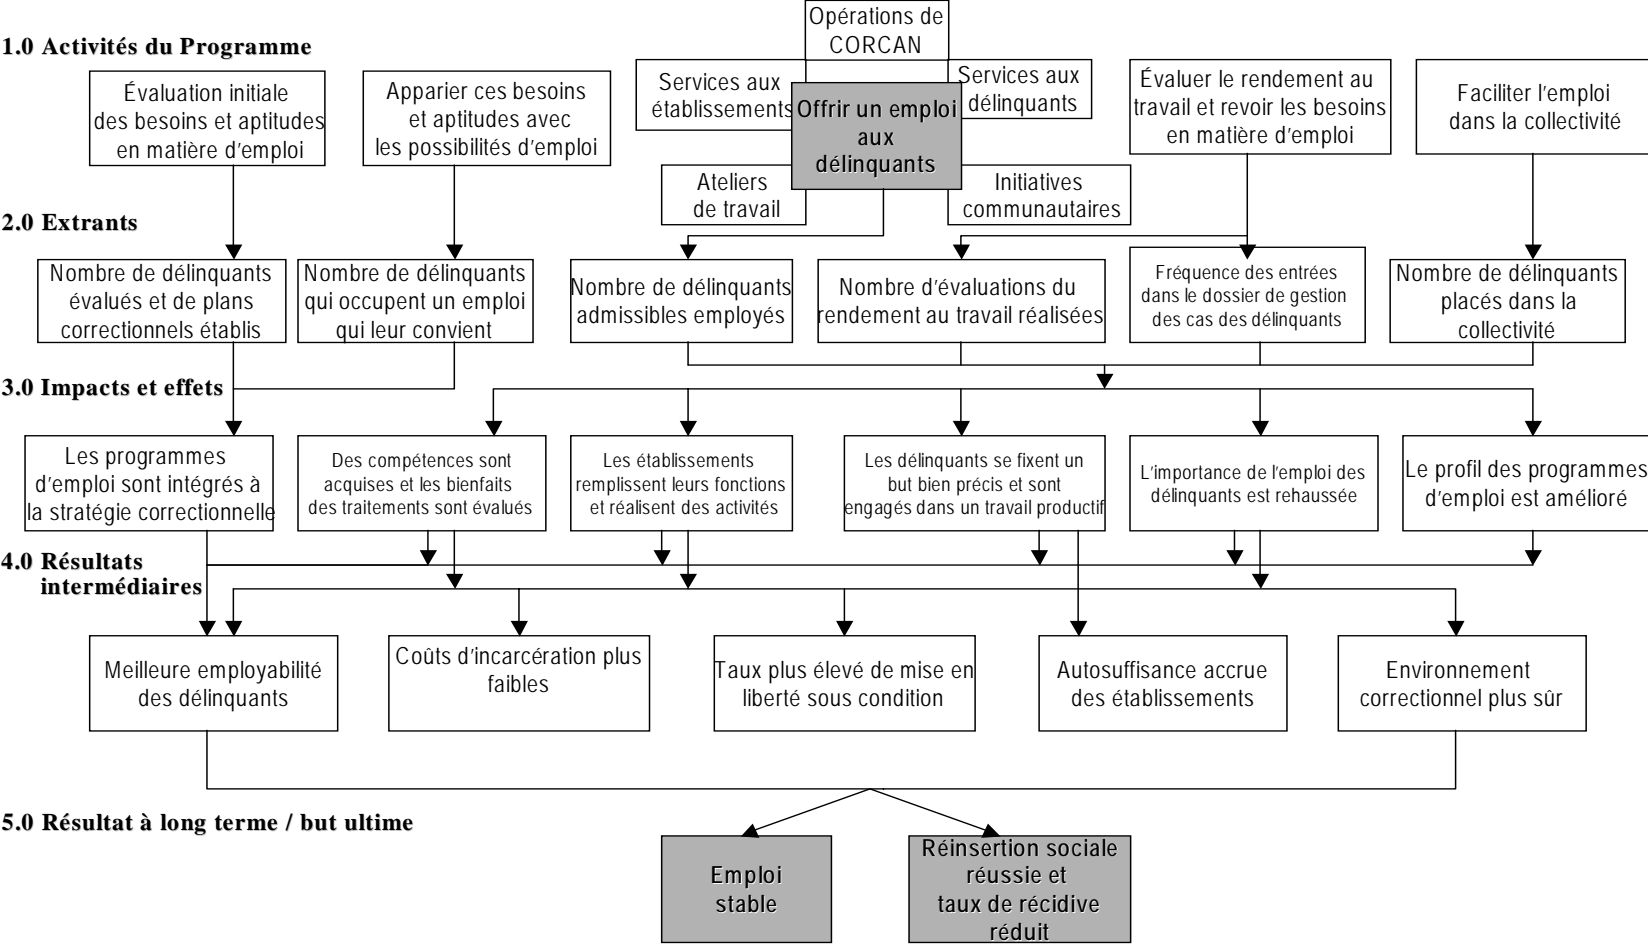 Opérations de
CORCAN
1.0 Activités du Programme
Évaluation initiale
des besoins et aptitudes
en matière d'emploi
Apparier ces besoins
et aptitudes avec
les possibilités d'emploi
Services aux
établissements
Offrir un emploi
aux
délinquants
Services aux
délinquants
Ateliers
de travail
Initiatives
communautaires
Évaluer le rendement au
travail et revoir les besoins
en matière d'emploi
Faciliter l'emploi
dans la collectivité
2.0 Extrants
Nombre de délinquants
évalués et de plans
correctionnels établis
Nombre de délinquants
qui occupent un emploi
qui leur convient
Nombre de délinquants
admissibles employés
Nombre d'évaluations du
rendement au travail réalisées
Fréquence des entrées
dans le dossier de gestion
des cas des délinquants
Nombre de délinquants
placés dans la
collectivité
3.0 Impacts et effets
Les programmes
d'emploi sont intégrés à
la stratégie correctionnelle
Des compétences sont
acquises et les bienfaits
des traitements sont évalués
Les établissements
remplissent leurs fonctions
et réalisent des activités
Les délinquants se fixent un
but bien précis et sont
engagés dans un travail productif
L'importance de l'emploi des
délinquants est rehaussée
Le profil des programmes
d'emploi est amélioré
4.0 Résultats
intermédiaires
Meilleure employabilité
des délinquants
Coûts d'incarcération plus
faibles
Taux plus élevé de mise en
liberté sous condition
Autosuffisance accrue
des établissements
Environnement
correctionnel plus sûr
5.0 Résultat à long terme / but ultime
Emploi
stable
Réinsertion sociale
réussie et
taux de récidive
réduit